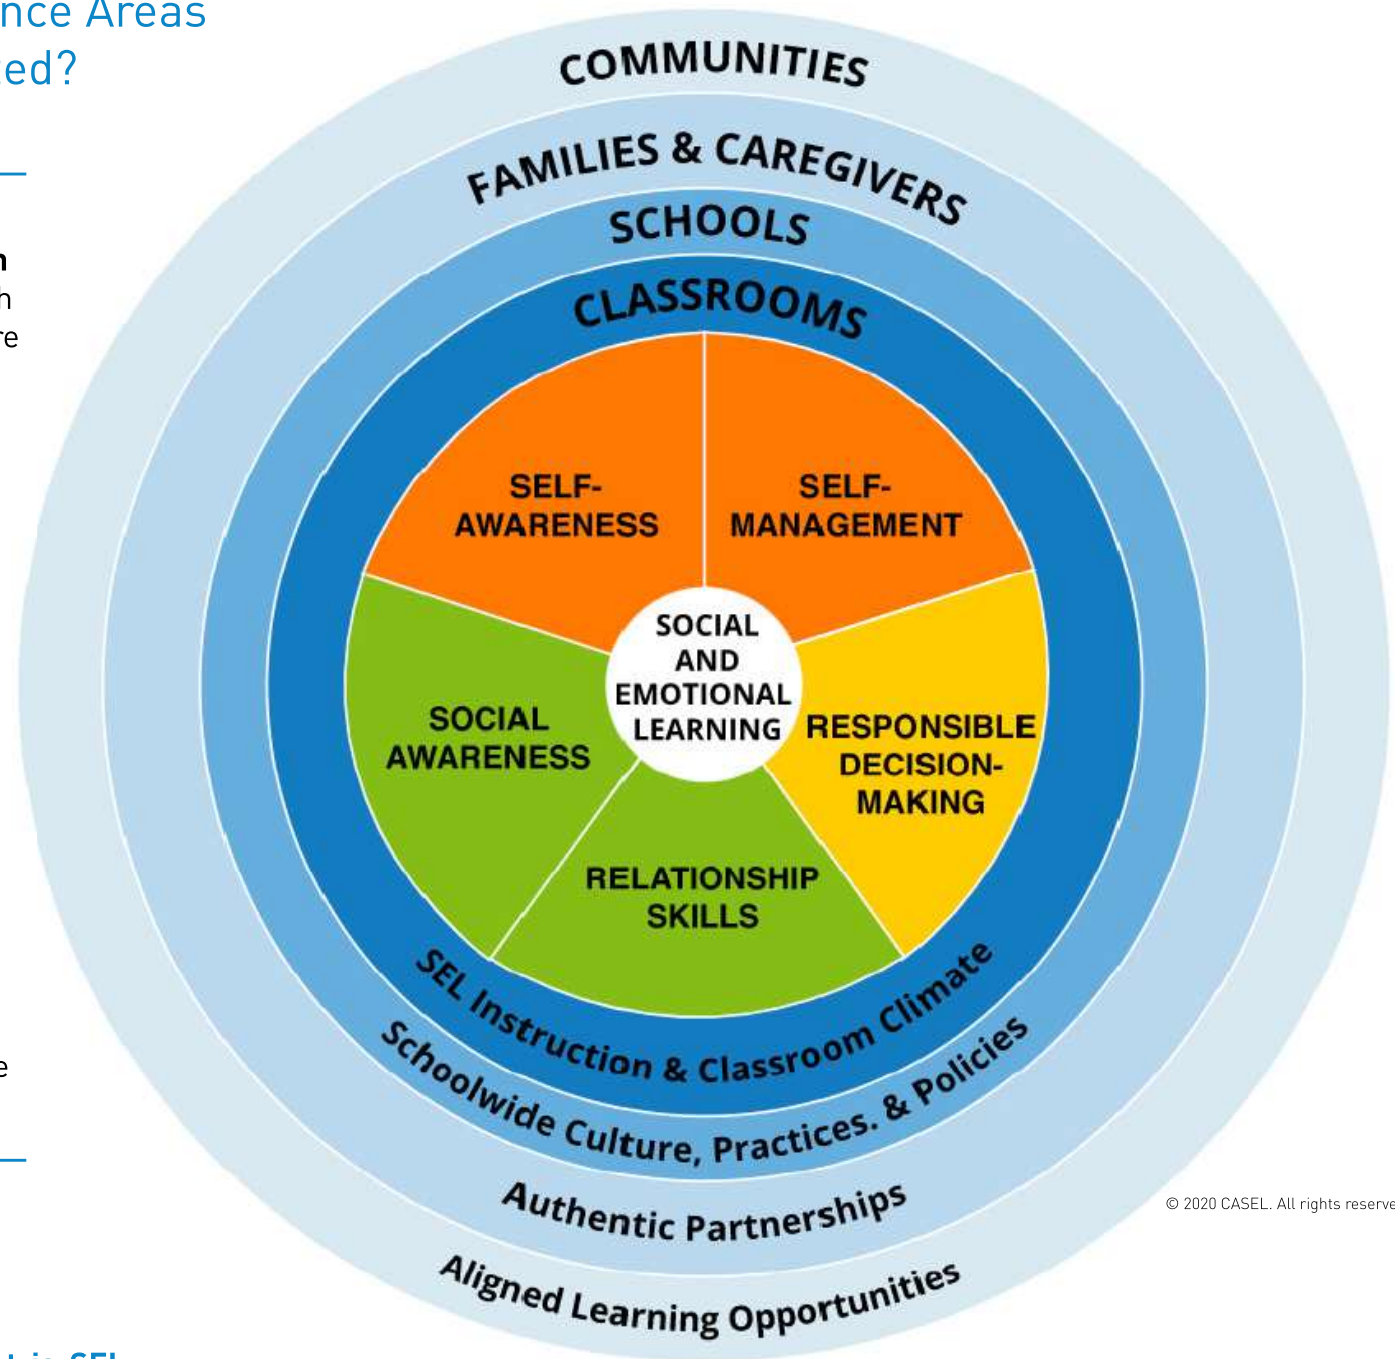 nce Areas
ted?
n
h
re
e
COMMUNITIES
FAMILIES & CAREGIVERS
SCHOOLS
CLASSROOMS
SELF-
AWARENESS
SELF-
MANAGEMENT
SOCIAL
AND
EMOTIONAL
LEARNING
SOCIAL
AWARENESS
RESPONSIBLE
DECISION-
MAKING
RELATIONSHIP
SKILLS
SEL Instruction & Classroom Climate
Schoolwide Culture, Practices. & Policies
Authentic Partnerships
Aligned Learning Opportunities
© 2020 CASEL. All rights reserve